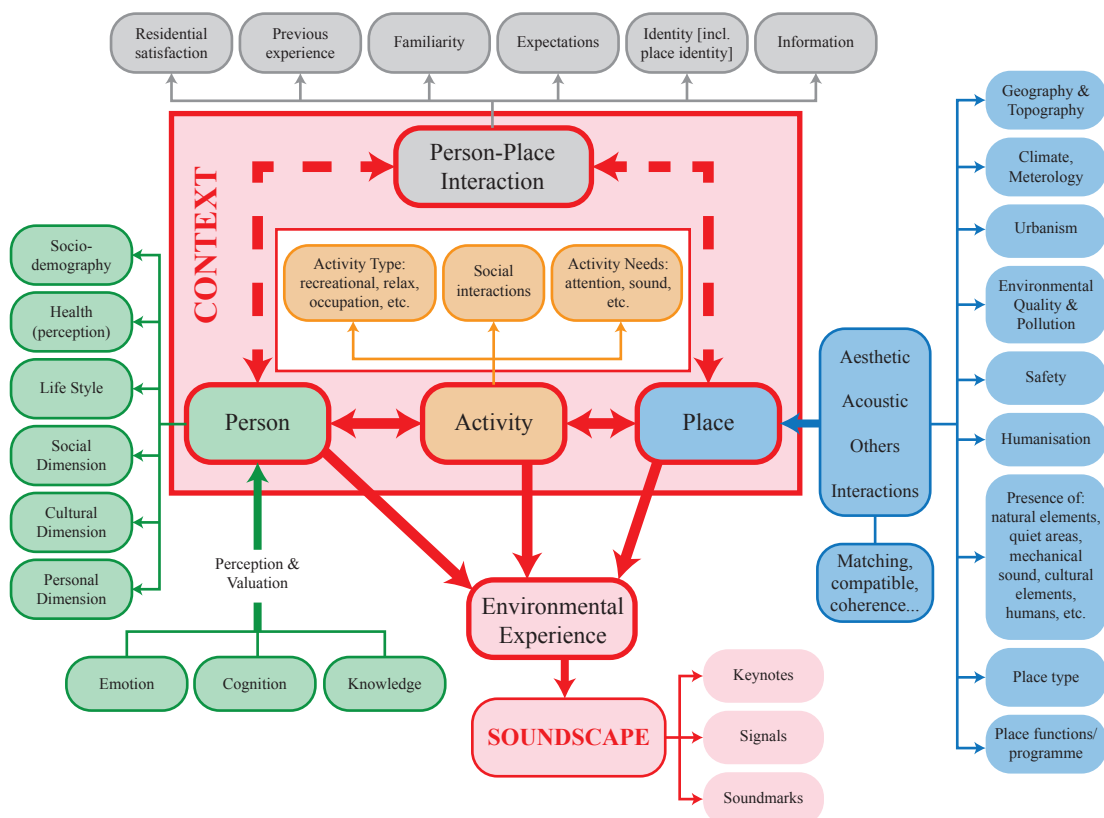 Residential
satisfaction
Previous
experience
Familiarity
Expectations
Identity [incl.
place identity]
Information
CONTEXT
Person-Place
Interaction
Activity Type:
recreational, relax,
occupation, etc.
Social
interactions
Activity Needs:
attention, sound,
etc.
Person
Activity
Place
Socio-
demography
Health
(perception)
Life Style
Social
Dimension
Cultural
Dimension
Personal
Dimension
Perception &
Valuation
Emotion
Cognition
Knowledge
Environmental
Experience
SOUNDSCAPE
Keynotes
Signals
Soundmarks
Aesthetic
Acoustic
Others
Interactions
Matching,
compatible,
coherence...
Geography &
Topography
Climate,
Meterology
Urbanism
Environmental
Quality &
Pollution
Safety
Humanisation
Presence of:
natural elements,
quiet areas,
mechanical
sound, cultural
elements,
humans, etc.
Place type
Place functions/
programme